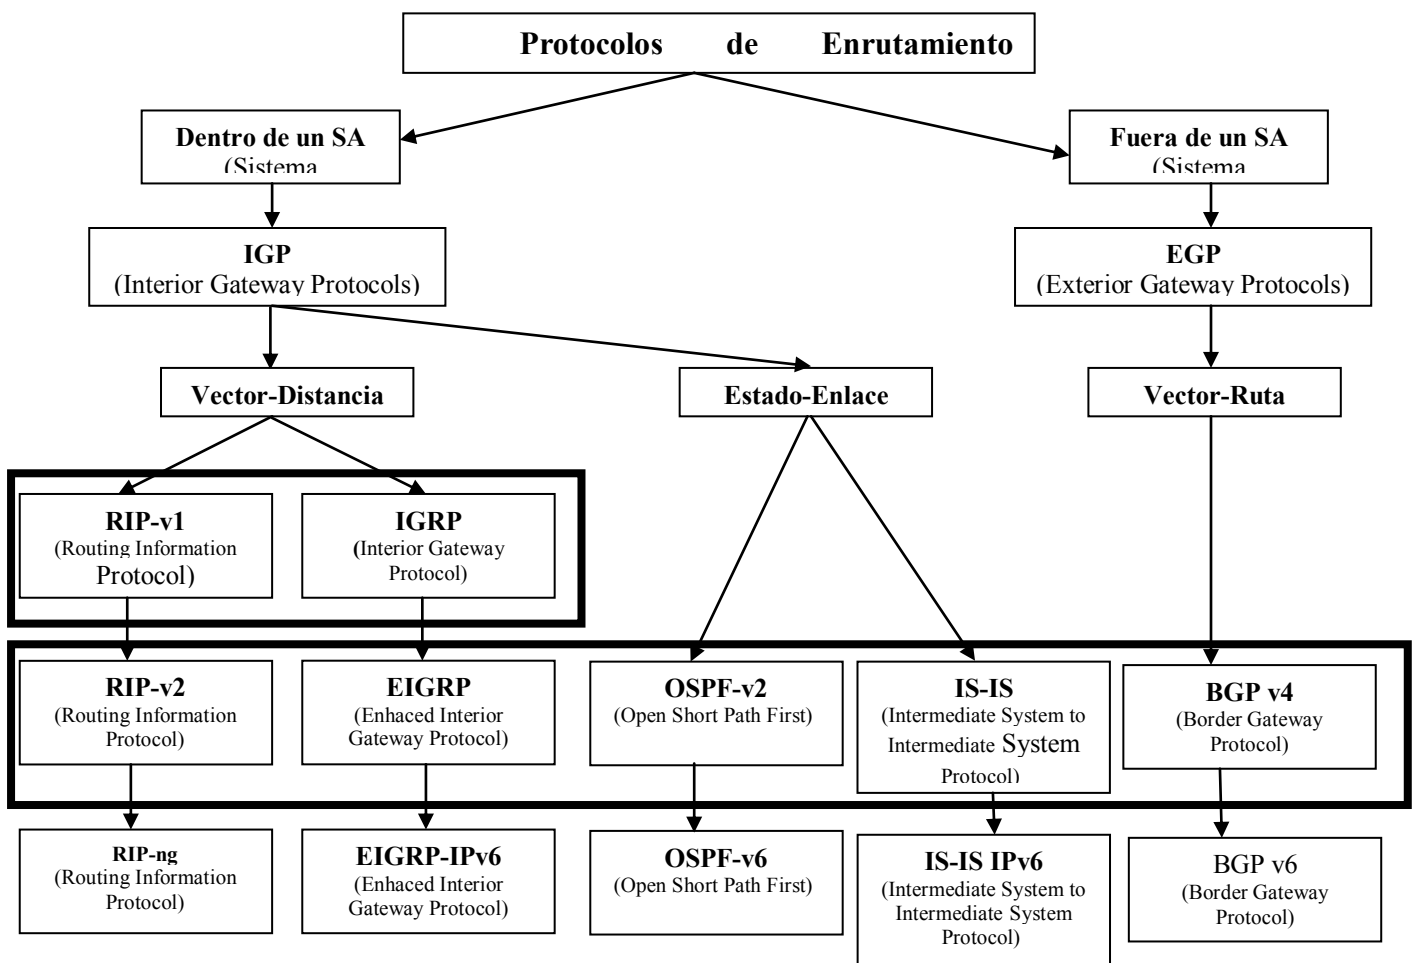 Protocolos de Enrutamiento
Dentro de un SA
(Sistema
Fuera de un SA
(Sistema
IGP
(Interior Gateway Protocols)
EGP
(Exterior Gateway Protocols)
Vector-Distancia
Estado-Enlace
Vector-Ruta
RIP-v1
(Routing Information
Protocol)
IGRP
(Interior Gateway
Protocol)
RIP-v2
(Routing Information
Protocol)
EIGRP
(Enhaced Interior
Gateway Protocol)
OSPF-v2
(Open Short Path First)
IS-IS
(Intermediate System to
Intermediate System
Protocol)
BGP v4
(Border Gateway
Protocol)
RIP-ng
(Routing Information
Protocol)
EIGRP-IPv6
(Enhaced Interior
Gateway Protocol)
OSPF-v6
(Open Short Path First)
IS-IS IPv6
(Intermediate System to
Intermediate System
Protocol)
BGP v6
(Border Gateway
Protocol)